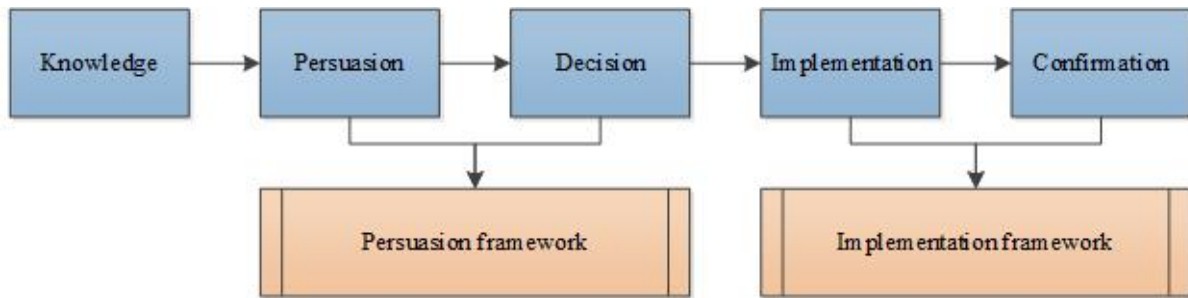 Knowledge
Persuasion
Decision
Implementation
Confirmation
Persuasion framework
Implementation framework